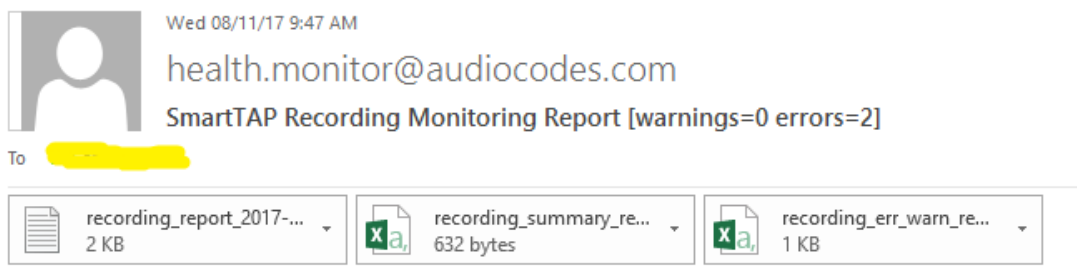 Wed 08/11/17 9:47 AM
health.monitor@audiocodes.com
SmartTAP Recording Monitoring Report [warnings=0 errors=2]
To
recording_report_2017-... recording_summary_re... recording_err_warn_re...
2 KB 632 bytes 1 KB